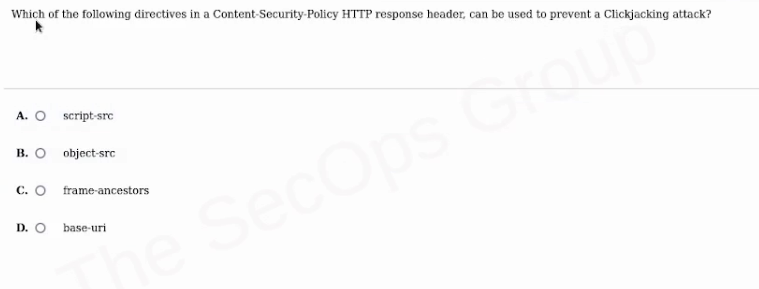 Which of the following directives in a Content-Security-Policy HTTP response header, can be used to prevent a Clickjacking attack?
A. script-src
B. object-src
C. frame-ancestors
D. base-uri
The SecOps Group